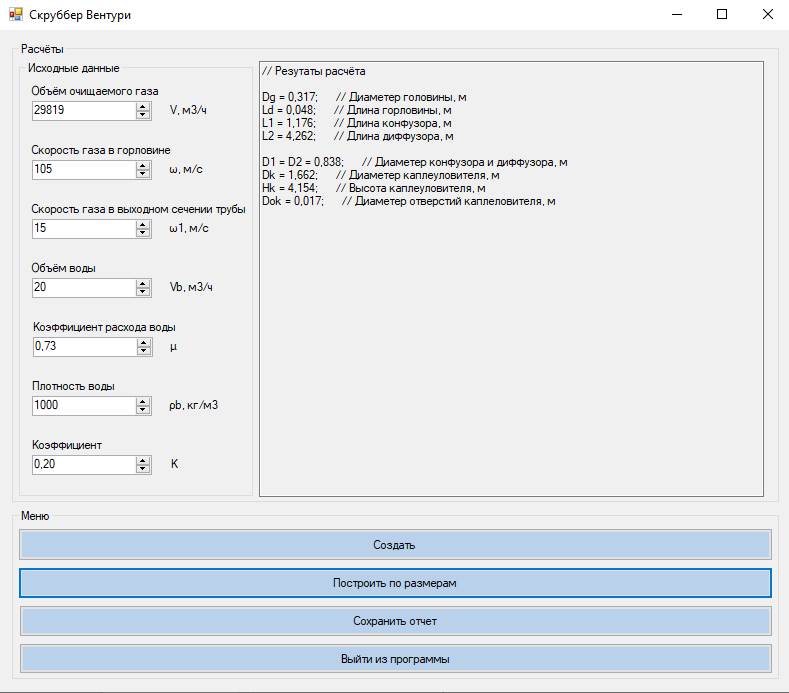 Скруббер Вентури
Расчёты
Исходные данные
Объём очищаемого газа
29819 V, м3/ч
Скорость газа в горловине
105 ω, м/с
Скорость газа в выходном сечении трубы
15 ω1, м/с
Объём воды
20 Vb, м3/ч
Коэффициент расхода воды
0,73 μ
Плотность воды
1000 ρb, кг/м3
Коэффициент
0,20 K
// Резутаты расчёта
Dg = 0,317; // Диаметер головины, м
Ld = 0,048; // Длина горловины, м
L1 = 1,176; // Длина конфузора, м
L2 = 4,262; // Длина диффузора, м
D1 = D2 = 0,838; // Диаметер конфузора и диффузора, м
Dk = 1,662; // Диаметер каплеуловителя, м
Hk = 4,154; // Высота каплеуловителя, м
Dok = 0,017; // Диаметер отверстий каплеловителя, м
Меню
Создать
Построить по размерам
Сохранить отчет
Выйти из программы